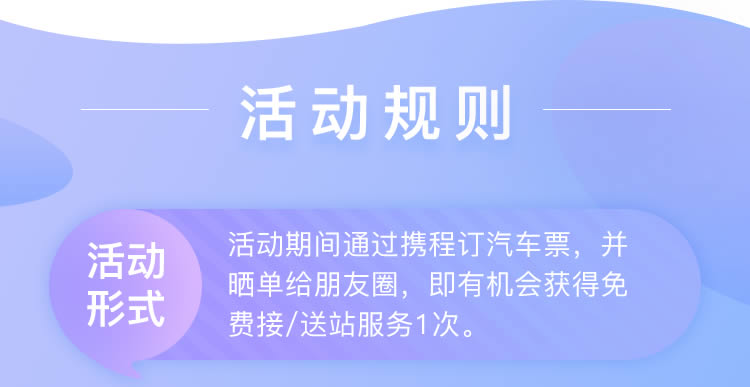 活动规则
活动
形式
活动期间通过携程订汽车票，并
晒单给朋友圈，即有机会获得免
费接/送站服务1次。